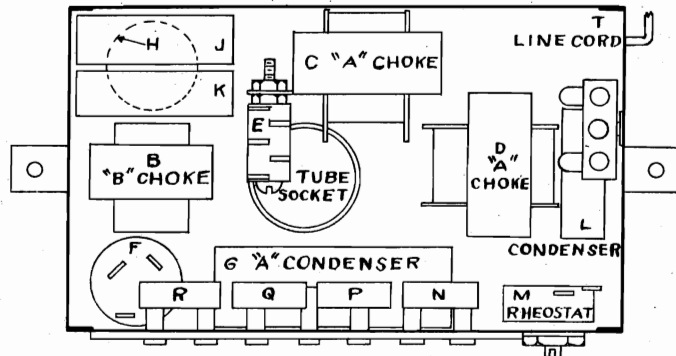 T
LINE CORD
H
J
C "A" CHOKE
K
E
B
"B" CHOKE
D
"A"
CHOKE
TUBE
SOCKET
L
F
CONDENSER
G "A" CONDENSER
R
Q
P
N
M
RHEOSTAT